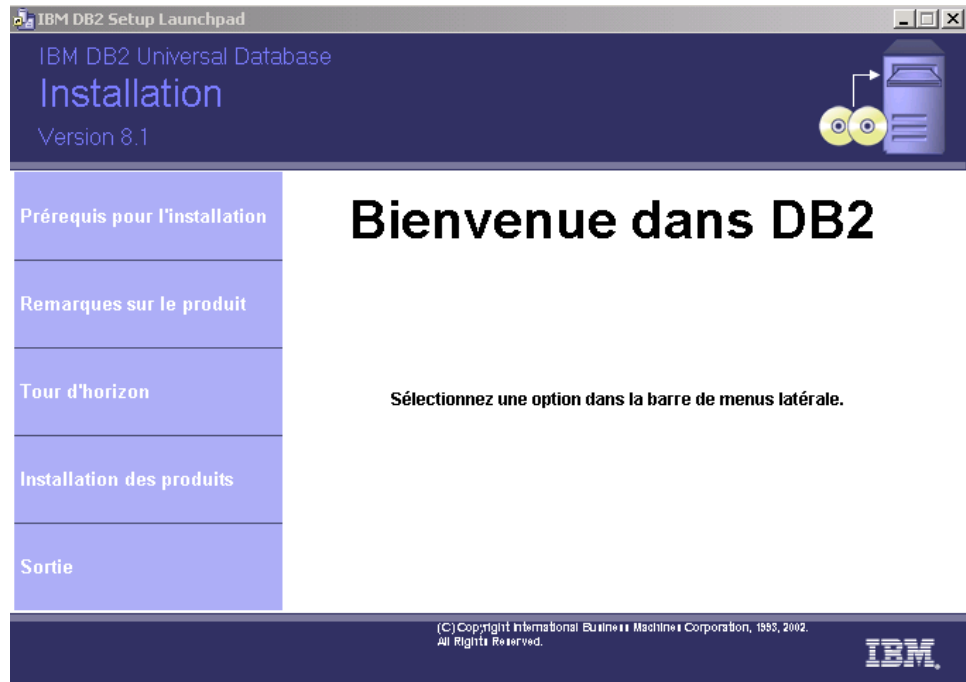 IBM DB2 Setup Launchpad
IBM DB2 Universal Database
Installation
Version 8.1
Prérequis pour l'installation
Remarques sur le produit
Tour d'horizon
Installation des produits
Sortie
Bienvenue dans DB2
Sélectionnez une option dans la barre de menus latérale.
(C) Copyright International Business Machines Corporation, 1993, 2002.
All Rights Reserved.
IBM.